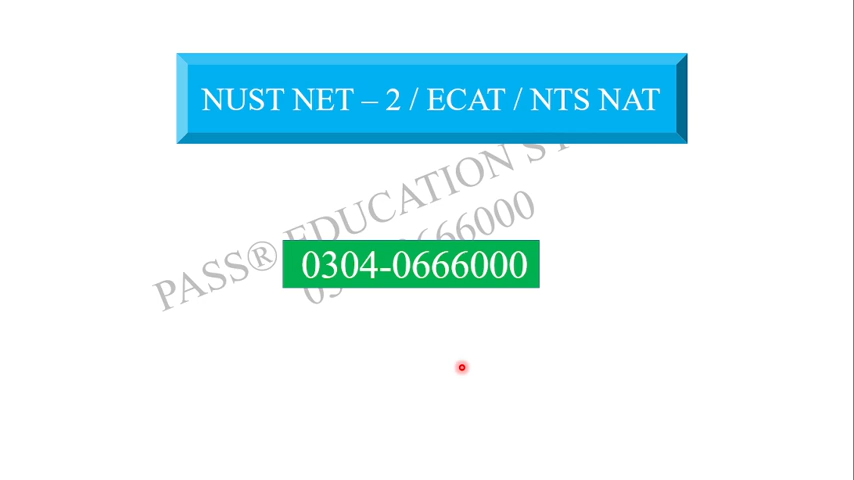 NUST NET – 2 / ECAT / NTS NAT
PASS® EDUCATION
0304-0666000